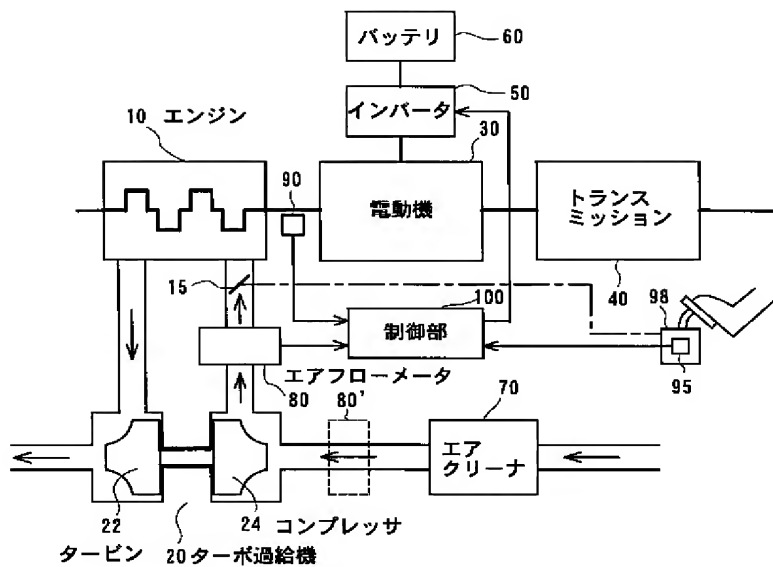 バッテリ
60
50
インバータ
10 エンジン
30
90
電動機
トランス
ミッション
15
100
40
98
制御部
95
エアフローメータ
80
80'
70
エア
クリーナ
22
24 コンプレッサ
タービン
20 ターボ過給機